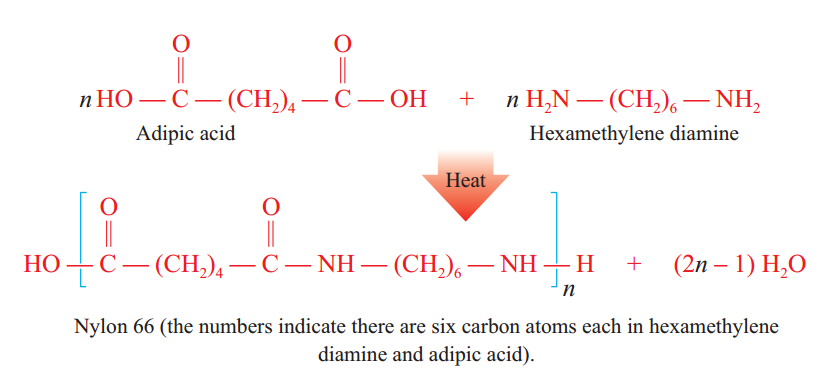 O O
n HO — C — (CH₂)₄ — C — OH + n H₂N — (CH₂)₆ — NH₂
Adipic acid Hexamethylene diamine
Heat
O O
HO — C — (CH₂)₄ — C — NH — (CH₂)₆ — NH — H + (2n – 1) H₂O
n
Nylon 66 (the numbers indicate there are six carbon atoms each in hexamethylene
diamine and adipic acid).